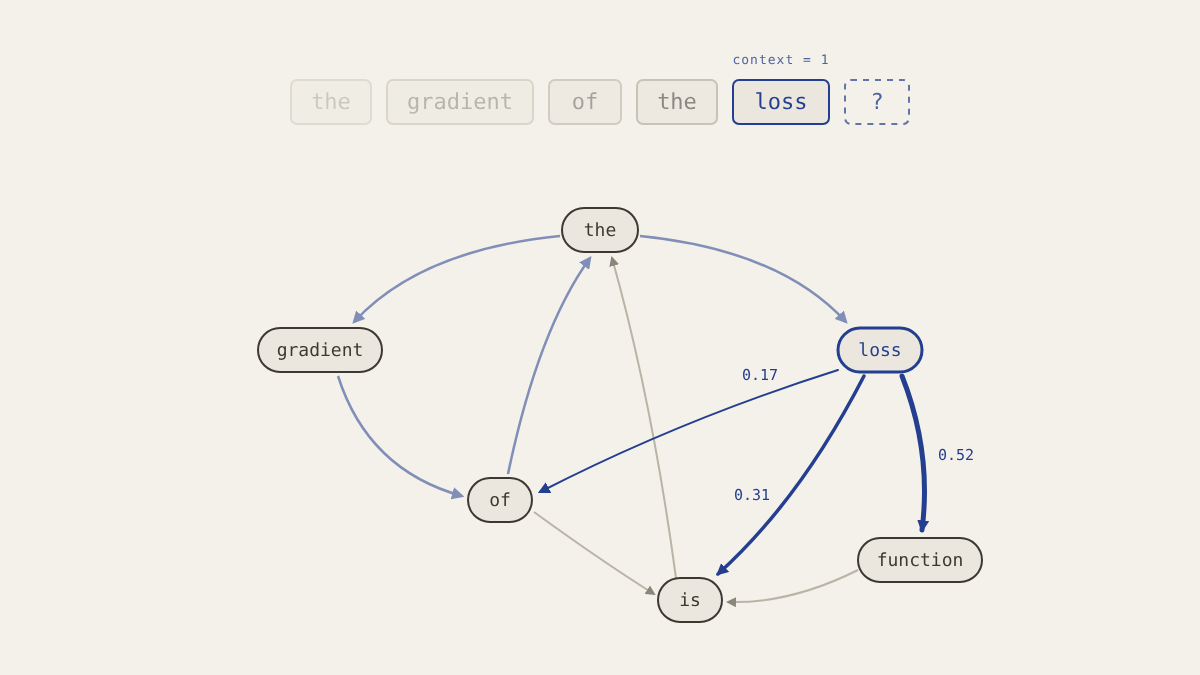 context = 1
the gradient of the loss ?
the
gradient
loss
0.17
0.52
0.31
of
function
is